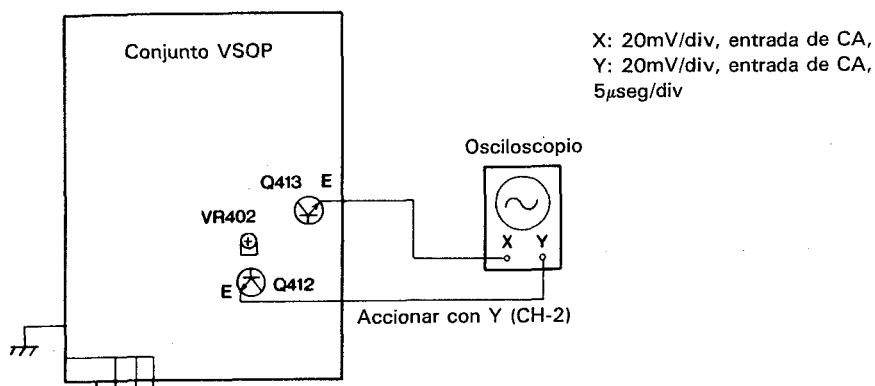 Conjunto VSOP
X: 20mV/div, entrada de CA,
Y: 20mV/div, entrada de CA,
5μseg/div
Osciloscopio
Q413 E
VR402
X Y
E Q412
Accionar con Y (CH-2)